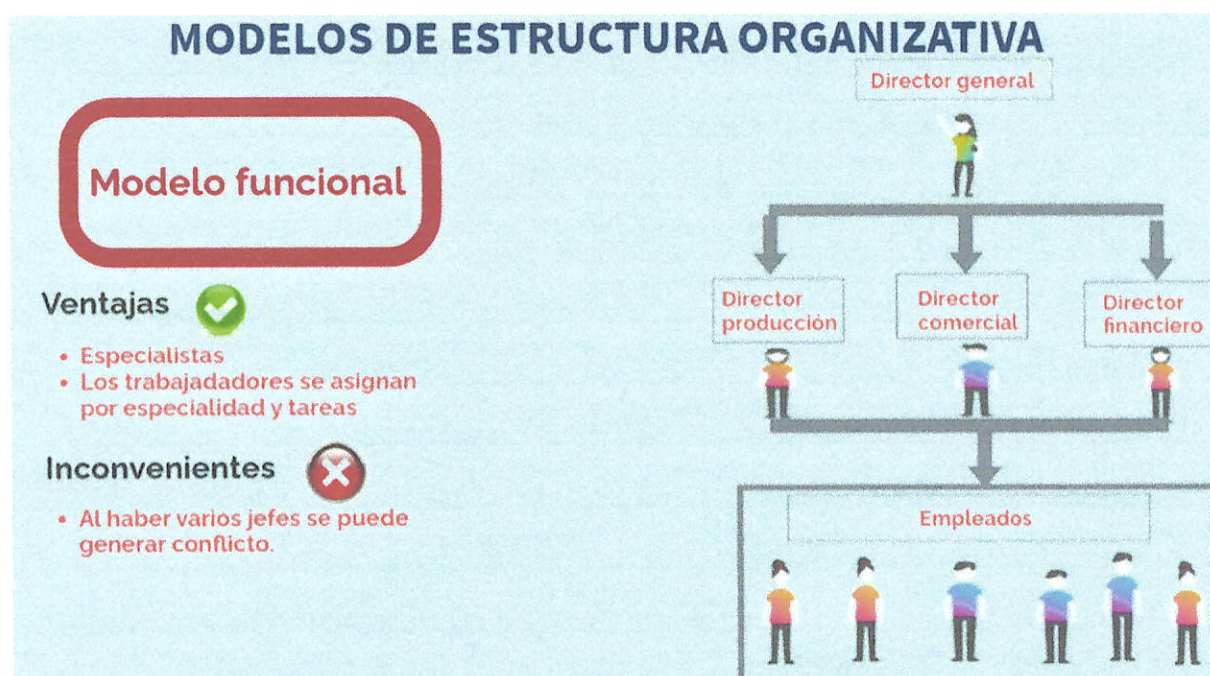 MODELOS DE ESTRUCTURA ORGANIZATIVA
Director general
Modelo funcional
Ventajas
• Especialistas
• Los trabajadadores se asignan
por especialidad y tareas
Inconvenientes
• Al haber varios jefes se puede
generar conflicto.
Director
producción
Director
comercial
Director
financiero
Empleados